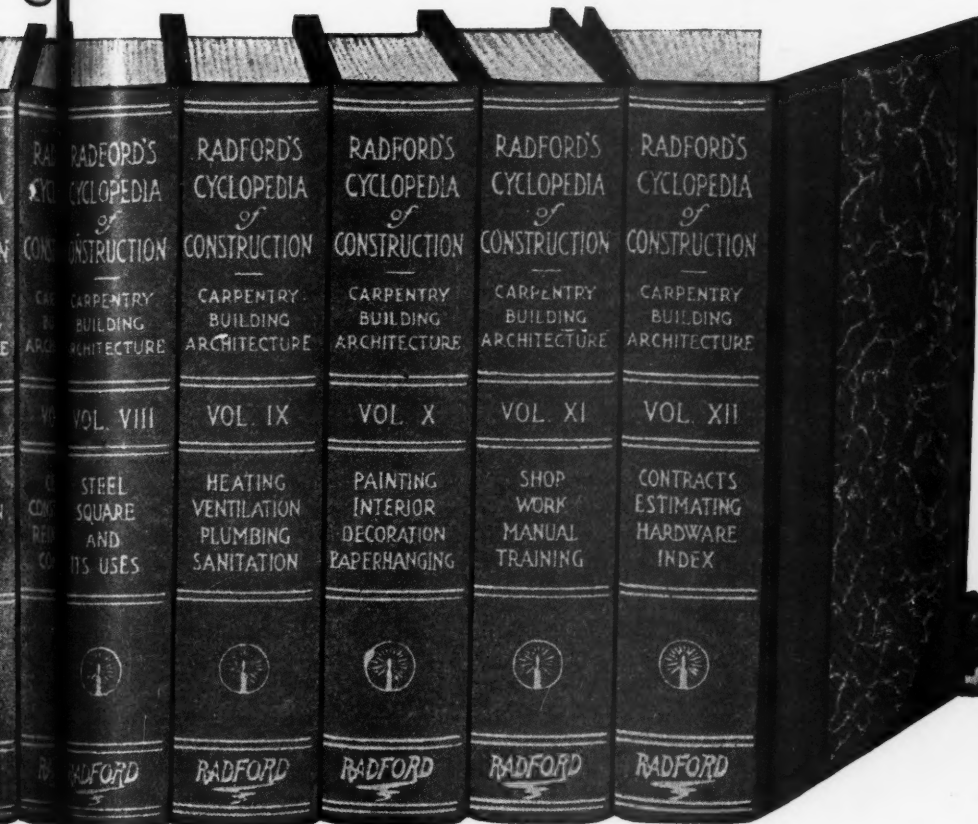 RADFORD'S
CYCLOPEDIA
of
CONSTRUCTION
CARPENTRY
BUILDING
ARCHITECTURE
VOL. VIII
STEEL
SQUARE
AND
ITS USES
RADFORD
RADFORD'S
CYCLOPEDIA
of
CONSTRUCTION
CARPENTRY
BUILDING
ARCHITECTURE
VOL. IX
HEATING
VENTILATION
PLUMBING
SANITATION
RADFORD
RADFORD'S
CYCLOPEDIA
of
CONSTRUCTION
CARPENTRY
BUILDING
ARCHITECTURE
VOL. X
PAINTING
INTERIOR
DECORATION
PAPERHANGING
RADFORD
RADFORD'S
CYCLOPEDIA
of
CONSTRUCTION
CARPENTRY
BUILDING
ARCHITECTURE
VOL. XI
SHOP
WORK
MANUAL
TRAINING
RADFORD
RADFORD'S
CYCLOPEDIA
of
CONSTRUCTION
CARPENTRY
BUILDING
ARCHITECTURE
VOL. XII
CONTRACTS
ESTIMATING
HARDWARE
INDEX
RADFORD